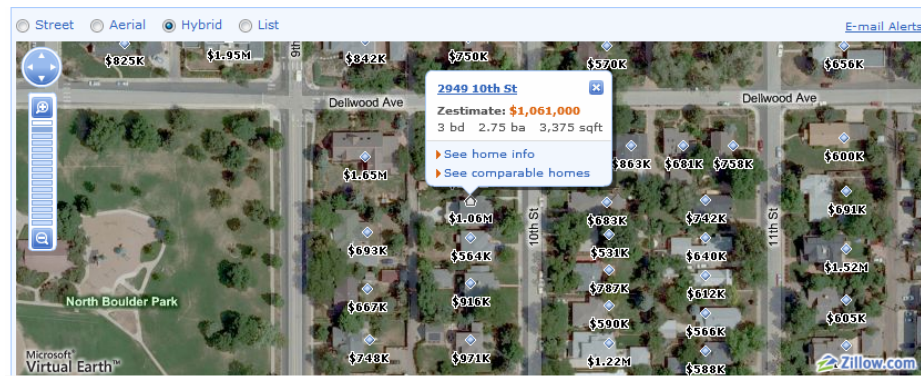 Street Aerial Hybrid List E-mail Alerts
$825K $1.95M 9th $842K $750K $570K $656K
2949 10th St
Dellwood Ave Dellwood Ave
Zestimate: $1,061,000
3 bd 2.75 ba 3,375 sqft
See home info
See comparable homes
$863K $681K $758K $600K
$1.65M
$1.06M $683K $742K $691K
10th St 11th St
$693K $564K $531K $640K $1.52M
$667K $916K $787K $612K $605K
North Boulder Park
$590K $566K
$748K $971K $1.22M $588K
Microsoft®
Virtual Earth™ Zillow.com